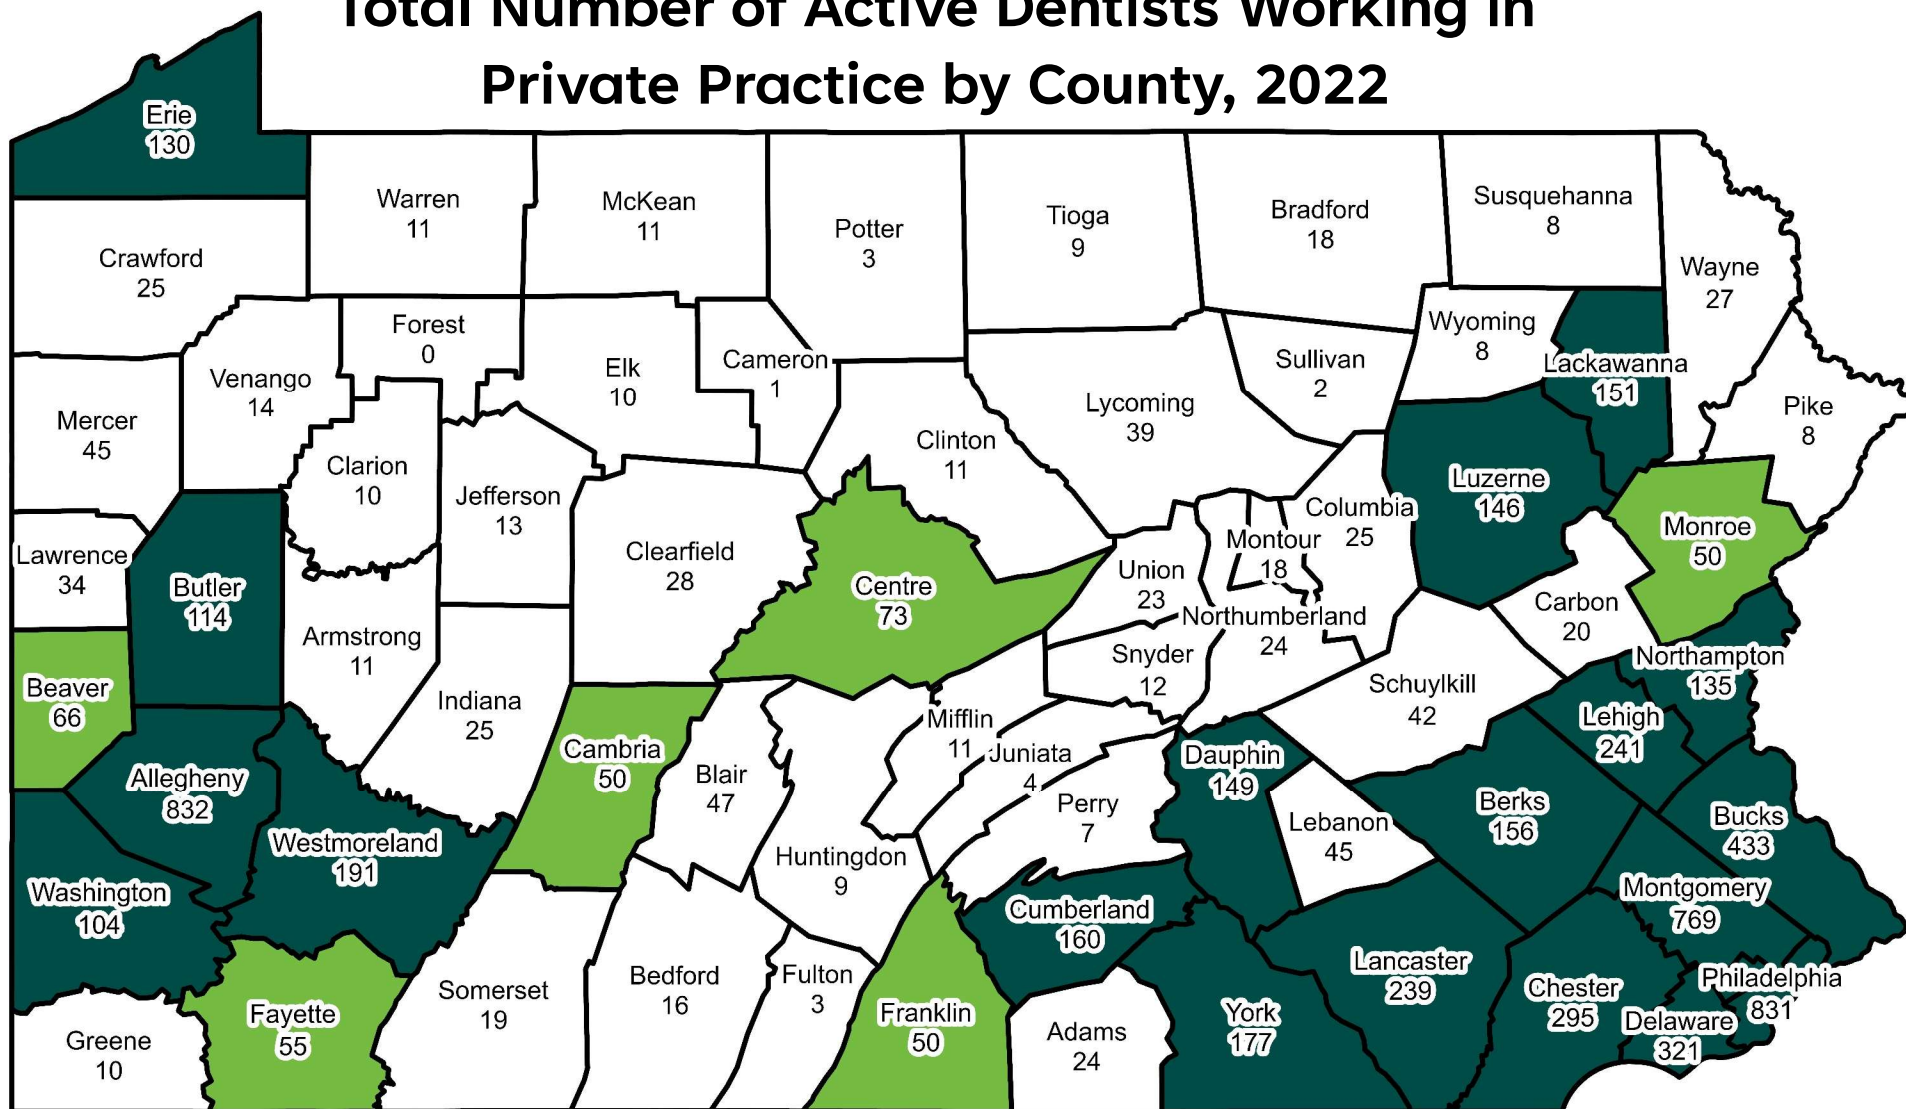 Total Number of Active Dentists Working in
Private Practice by County, 2022
Erie
130
Warren
11
McKean
11
Potter
3
Tioga
9
Bradford
18
Susquehanna
8
Wayne
27
Crawford
25
Forest
0
Elk
10
Cameron
1
Wyoming
8
Lackawanna
151
Sullivan
2
Venango
14
Mercer
45
Lycoming
39
Pike
8
Clinton
11
Clarion
10
Jefferson
13
Luzerne
146
Columbia
25
Monroe
50
Montour
18
Lawrence
34
Butler
114
Clearfield
28
Centre
73
Union
23
Northumberland
24
Carbon
20
Armstrong
11
Snyder
12
Northampton
135
Beaver
66
Indiana
25
Schuylkill
42
Lehigh
241
Mifflin
11
Juniata
4
Cambria
50
Dauphin
149
Allegheny
832
Blair
47
Perry
7
Berks
156
Bucks
433
Lebanon
45
Westmoreland
191
Huntingdon
9
Washington
104
Cumberland
160
Montgomery
769
Lancaster
239
Bedford
16
Fulton
3
Philadelphia
831
Somerset
19
Chester
295
Fayette
55
Franklin
50
York
177
Delaware
321
Greene
10
Adams
24